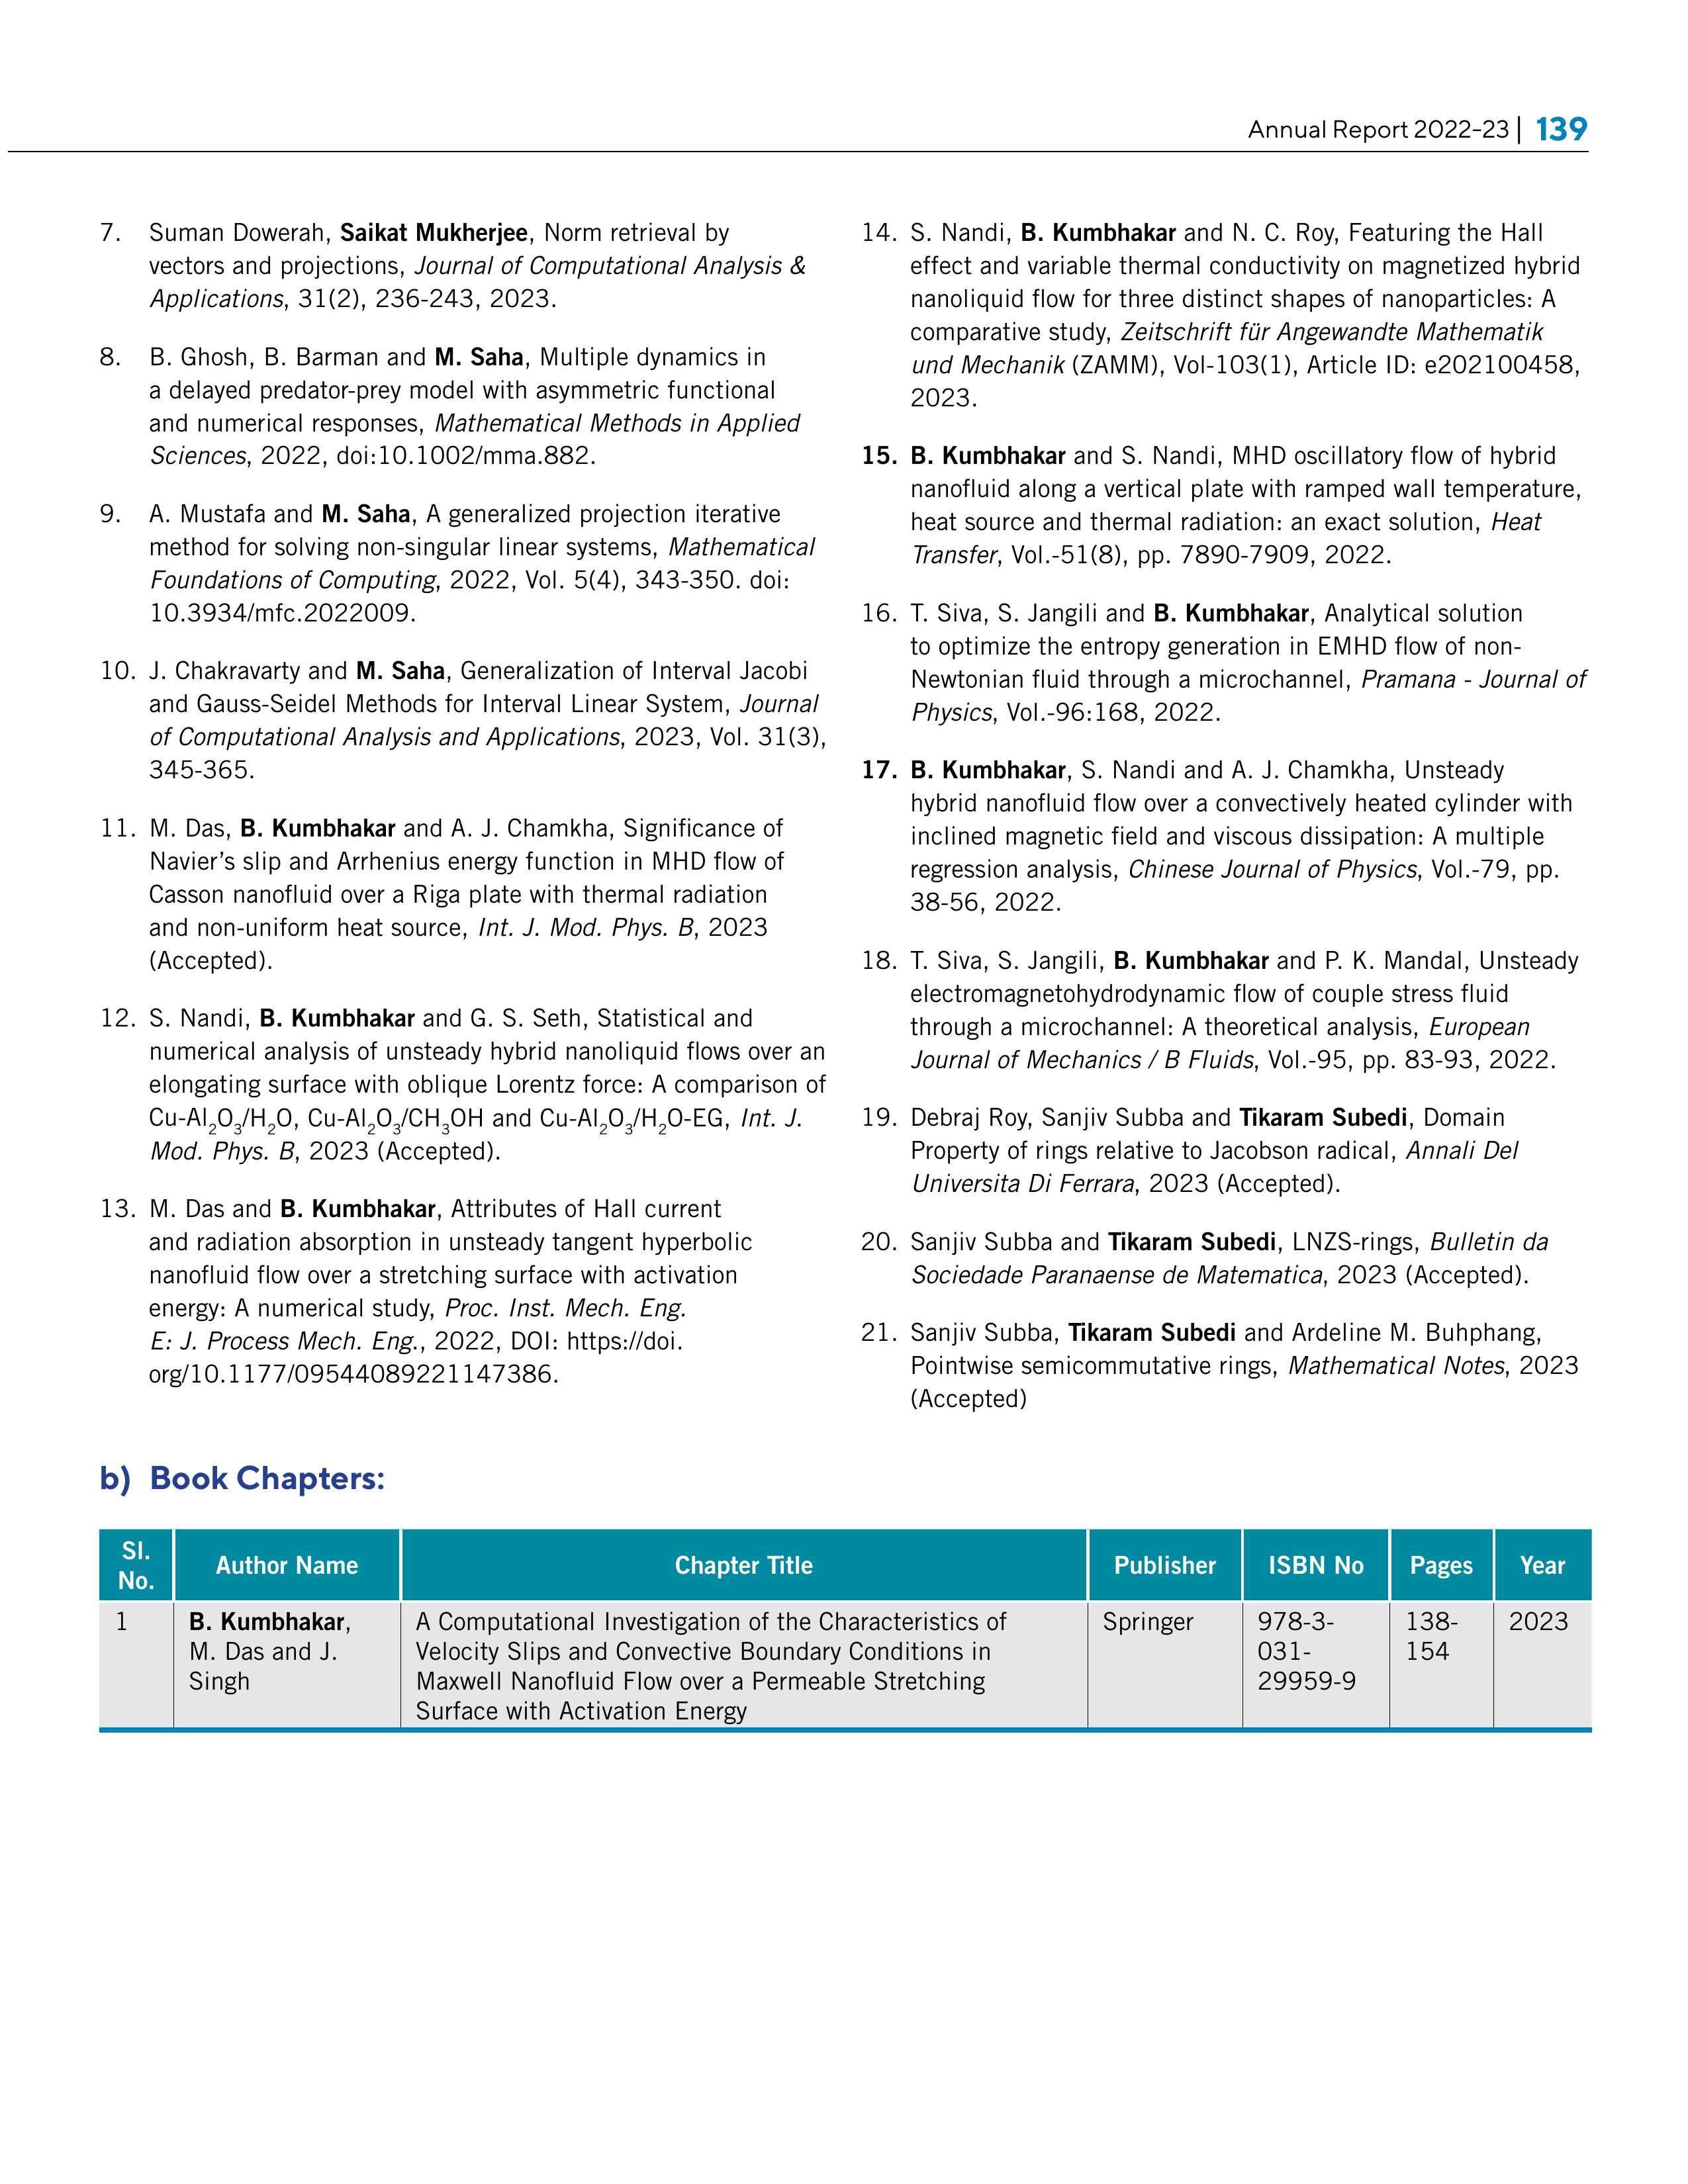 Annual Report 2022-23 | 139
7. Suman Dowerah, Saikat Mukherjee, Norm retrieval by
vectors and projections, Journal of Computational Analysis &
Applications, 31(2), 236-243, 2023.
8. B. Ghosh, B. Barman and M. Saha, Multiple dynamics in
a delayed predator-prey model with asymmetric functional
and numerical responses, Mathematical Methods in Applied
Sciences, 2022, doi:10.1002/mma.882.
9. A. Mustafa and M. Saha, A generalized projection iterative
method for solving non-singular linear systems, Mathematical
Foundations of Computing, 2022, Vol. 5(4), 343-350. doi:
10.3934/mfc.2022009.
10. J. Chakravarty and M. Saha, Generalization of Interval Jacobi
and Gauss-Seidel Methods for Interval Linear System, Journal
of Computational Analysis and Applications, 2023, Vol. 31(3),
345-365.
11. M. Das, B. Kumbhakar and A. J. Chamkha, Significance of
Navier’s slip and Arrhenius energy function in MHD flow of
Casson nanofluid over a Riga plate with thermal radiation
and non-uniform heat source, Int. J. Mod. Phys. B, 2023
(Accepted).
12. S. Nandi, B. Kumbhakar and G. S. Seth, Statistical and
numerical analysis of unsteady hybrid nanoliquid flows over an
elongating surface with oblique Lorentz force: A comparison of
Cu-Al₂O₃/H₂O, Cu-Al₂O₃/CH₃OH and Cu-Al₂O₃/H₂O-EG, Int. J.
Mod. Phys. B, 2023 (Accepted).
13. M. Das and B. Kumbhakar, Attributes of Hall current
and radiation absorption in unsteady tangent hyperbolic
nanofluid flow over a stretching surface with activation
energy: A numerical study, Proc. Inst. Mech. Eng.
E: J. Process Mech. Eng., 2022, DOI: https://doi.
org/10.1177/09544089221147386.
14. S. Nandi, B. Kumbhakar and N. C. Roy, Featuring the Hall
effect and variable thermal conductivity on magnetized hybrid
nanoliquid flow for three distinct shapes of nanoparticles: A
comparative study, Zeitschrift für Angewandte Mathematik
und Mechanik (ZAMM), Vol-103(1), Article ID: e202100458,
2023.
15. B. Kumbhakar and S. Nandi, MHD oscillatory flow of hybrid
nanofluid along a vertical plate with ramped wall temperature,
heat source and thermal radiation: an exact solution, Heat
Transfer, Vol.-51(8), pp. 7890-7909, 2022.
16. T. Siva, S. Jangili and B. Kumbhakar, Analytical solution
to optimize the entropy generation in EMHD flow of non-
Newtonian fluid through a microchannel, Pramana - Journal of
Physics, Vol.-96:168, 2022.
17. B. Kumbhakar, S. Nandi and A. J. Chamkha, Unsteady
hybrid nanofluid flow over a convectively heated cylinder with
inclined magnetic field and viscous dissipation: A multiple
regression analysis, Chinese Journal of Physics, Vol.-79, pp.
38-56, 2022.
18. T. Siva, S. Jangili, B. Kumbhakar and P. K. Mandal, Unsteady
electromagnetohydrodynamic flow of couple stress fluid
through a microchannel: A theoretical analysis, European
Journal of Mechanics / B Fluids, Vol.-95, pp. 83-93, 2022.
19. Debraj Roy, Sanjiv Subba and Tikaram Subedi, Domain
Property of rings relative to Jacobson radical, Annali Del
Universita Di Ferrara, 2023 (Accepted).
20. Sanjiv Subba and Tikaram Subedi, LNZS-rings, Bulletin da
Sociedade Paranaense de Matematica, 2023 (Accepted).
21. Sanjiv Subba, Tikaram Subedi and Ardeline M. Buhphang,
Pointwise semicommutative rings, Mathematical Notes, 2023
(Accepted)
b) Book Chapters:
Sl.
No.
Author Name
Chapter Title
Publisher
ISBN No
Pages
Year
1
B. Kumbhakar,
M. Das and J.
Singh
A Computational Investigation of the Characteristics of
Velocity Slips and Convective Boundary Conditions in
Maxwell Nanofluid Flow over a Permeable Stretching
Surface with Activation Energy
Springer
978-3-
031-
29959-9
138-
154
2023